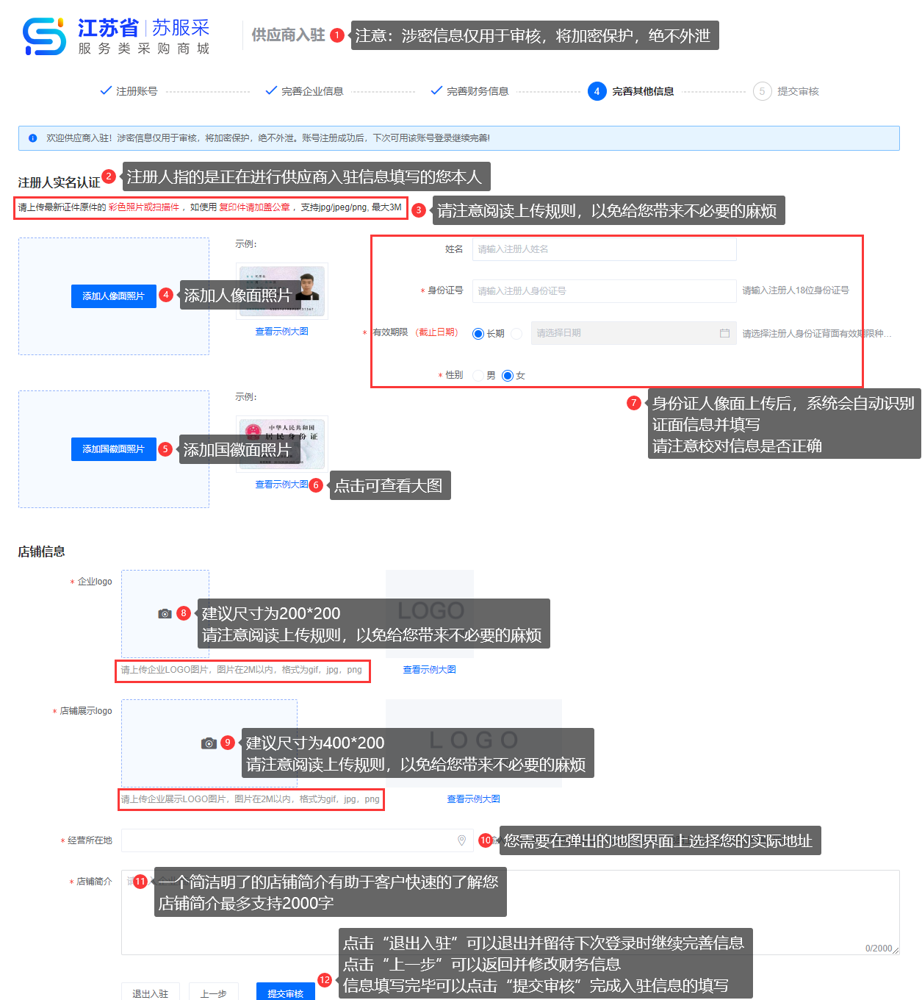 江苏省 苏服采
服务类采购商城
供应商入驻 1 注意：涉密信息仅用于审核，将加密保护，绝不外泄
注册账号 完善企业信息 完善财务信息 4 完善其他信息 5 提交审核
欢迎供应商入驻！涉密信息仅用于审核，将加密保护，绝不外泄。账号注册成功后，下次可用该账号登录继续完善!
注册人实名认证 2 注册人指的是正在进行供应商入驻信息填写的您本人
请上传最新证件原件的 彩色照片或扫描件 ，如使用 复印件请加盖公章 ，支持jpg/jpeg/png, 最大3M 3 请注意阅读上传规则，以免给您带来不必要的麻烦
示例：
添加人像面照片 4 添加人像面照片
查看示例大图
姓名 请输入注册人姓名
* 身份证号 请输入注册人身份证号 请输入注册人18位身份证号
* 有效期限 （截止日期） 长期 请选择日期 请选择注册人身份证背面有效期限种...
* 性别 男 女
7 身份证人像面上传后，系统会自动识别
证面信息并填写
请注意校对信息是否正确
示例：
中华人民共和国
居民身份证
添加国徽面照片 5 添加国徽面照片
查看示例大图 6 点击可查看大图
店铺信息
* 企业logo
LOGO
8 建议尺寸为200*200
请注意阅读上传规则，以免给您带来不必要的麻烦
请上传企业LOGO图片，图片在2M以内，格式为gif，jpg，png
查看示例大图
* 店铺展示logo
LOGO
9 建议尺寸为400*200
请注意阅读上传规则，以免给您带来不必要的麻烦
请上传企业展示LOGO图片，图片在2M以内，格式为gif，jpg，png
查看示例大图
* 经营所在地 10 您需要在弹出的地图界面上选择您的实际地址
* 店铺简介 11 一个简洁明了的店铺简介有助于客户快速的了解您
店铺简介最多支持2000字
0/2000
12 点击“退出入驻”可以退出并留待下次登录时继续完善信息
点击“上一步”可以返回并修改财务信息
信息填写完毕可以点击“提交审核”完成入驻信息的填写
退出入驻 上一步 提交审核